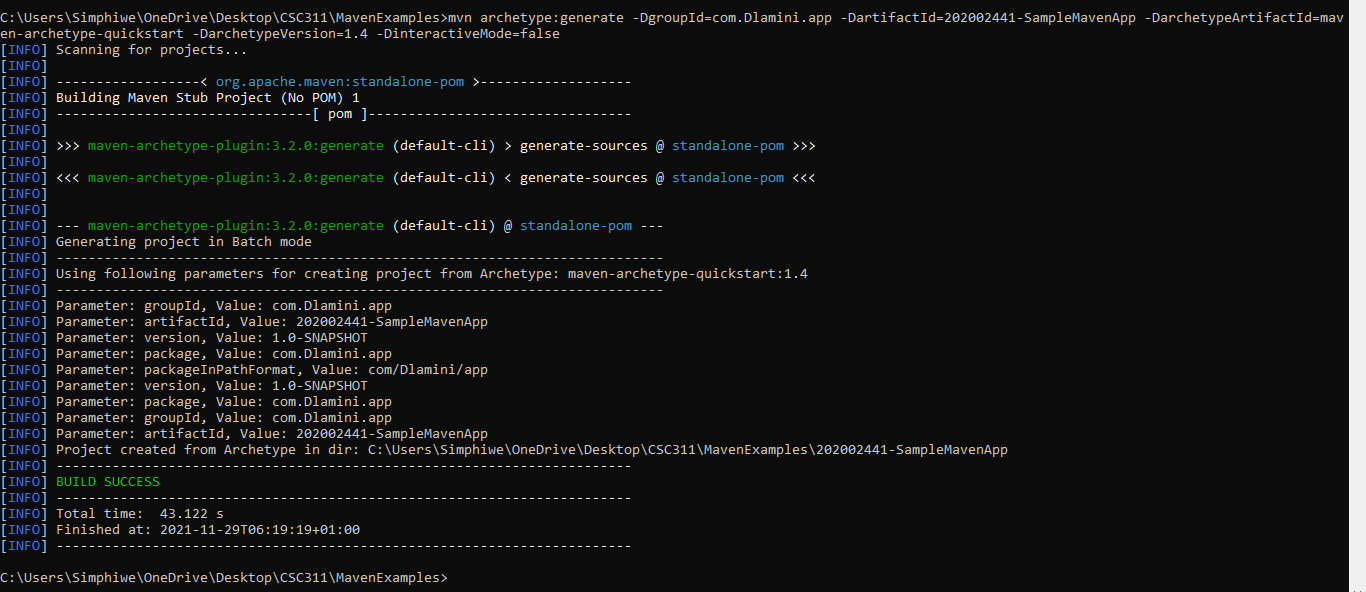 C:\Users\Simphiwe\OneDrive\Desktop\CSC311\MavenExamples>mvn archetype:generate -DgroupId=com.Dlamini.app -DartifactId=202002441-SampleMavenApp -DarchetypeArtifactId=mav
en-archetype-quickstart -DarchetypeVersion=1.4 -DinteractiveMode=false
[INFO] Scanning for projects...
[INFO]
[INFO] ------------------< org.apache.maven:standalone-pom >-------------------
[INFO] Building Maven Stub Project (No POM) 1
[INFO] --------------------------------[ pom ]---------------------------------
[INFO]
[INFO] >>> maven-archetype-plugin:3.2.0:generate (default-cli) > generate-sources @ standalone-pom >>>
[INFO]
[INFO] <<< maven-archetype-plugin:3.2.0:generate (default-cli) < generate-sources @ standalone-pom <<<
[INFO]
[INFO]
[INFO] --- maven-archetype-plugin:3.2.0:generate (default-cli) @ standalone-pom ---
[INFO] Generating project in Batch mode
[INFO] ----------------------------------------------------------------------------
[INFO] Using following parameters for creating project from Archetype: maven-archetype-quickstart:1.4
[INFO] ----------------------------------------------------------------------------
[INFO] Parameter: groupId, Value: com.Dlamini.app
[INFO] Parameter: artifactId, Value: 202002441-SampleMavenApp
[INFO] Parameter: version, Value: 1.0-SNAPSHOT
[INFO] Parameter: package, Value: com.Dlamini.app
[INFO] Parameter: packageInPathFormat, Value: com/Dlamini/app
[INFO] Parameter: version, Value: 1.0-SNAPSHOT
[INFO] Parameter: package, Value: com.Dlamini.app
[INFO] Parameter: groupId, Value: com.Dlamini.app
[INFO] Parameter: artifactId, Value: 202002441-SampleMavenApp
[INFO] Project created from Archetype in dir: C:\Users\Simphiwe\OneDrive\Desktop\CSC311\MavenExamples\202002441-SampleMavenApp
[INFO] ------------------------------------------------------------------------
[INFO] BUILD SUCCESS
[INFO] ------------------------------------------------------------------------
[INFO] Total time:  43.122 s
[INFO] Finished at: 2021-11-29T06:19:19+01:00
[INFO] ------------------------------------------------------------------------
C:\Users\Simphiwe\OneDrive\Desktop\CSC311\MavenExamples>